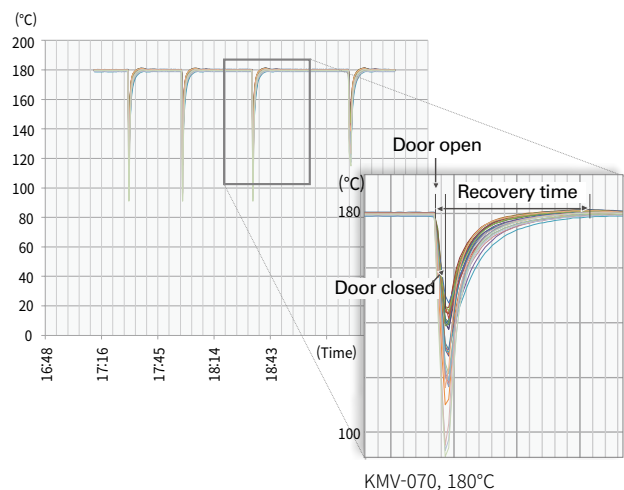 (°C)
200
180
160
140
120
100
80
60
40
20
0
16:48
17:16
17:45
18:14
18:43
(Time)
Door open
(°C)
Recovery time
180
Door closed
100
KMV-070, 180°C